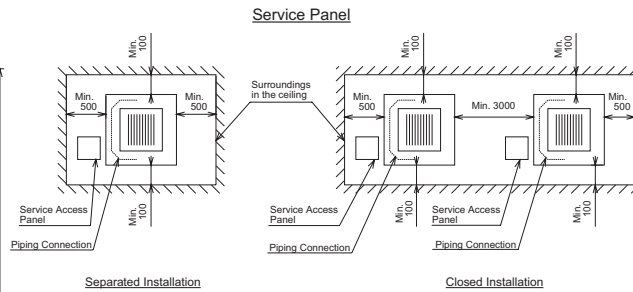 Service Panel
Min.
100
Min.
100
Min.
100
Min.
500
Min.
500
Surroundings
in the ceiling
Min.
500
Min. 3000
Min.
500
Min.
100
Min.
100
Min.
100
Service Access
Panel
Service Access
Panel
Service Access
Panel
Piping Connection
Piping Connection
Piping Connection
Separated Installation
Closed Installation